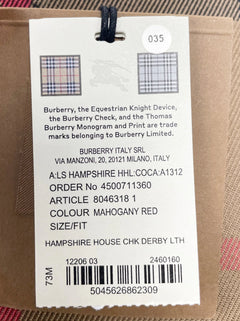 035
Burberry, the Equestrian Knight Device,
the Burberry Check, and the Thomas
Burberry Monogram and Print are trade
marks belonging to Burberry Limited.
BURBERRY ITALY SRL
VIA MANZONI, 20, 20121 MILANO, ITALY
A:LS HAMPSHIRE HHL:COCA:A1312
ORDER No 4500711360
ARTICLE 8046318 1
COLOUR MAHOGANY RED
SIZE/FIT
HAMPSHIRE HOUSE CHK DERBY LTH
73M
12206 03 2460160
5045626862309